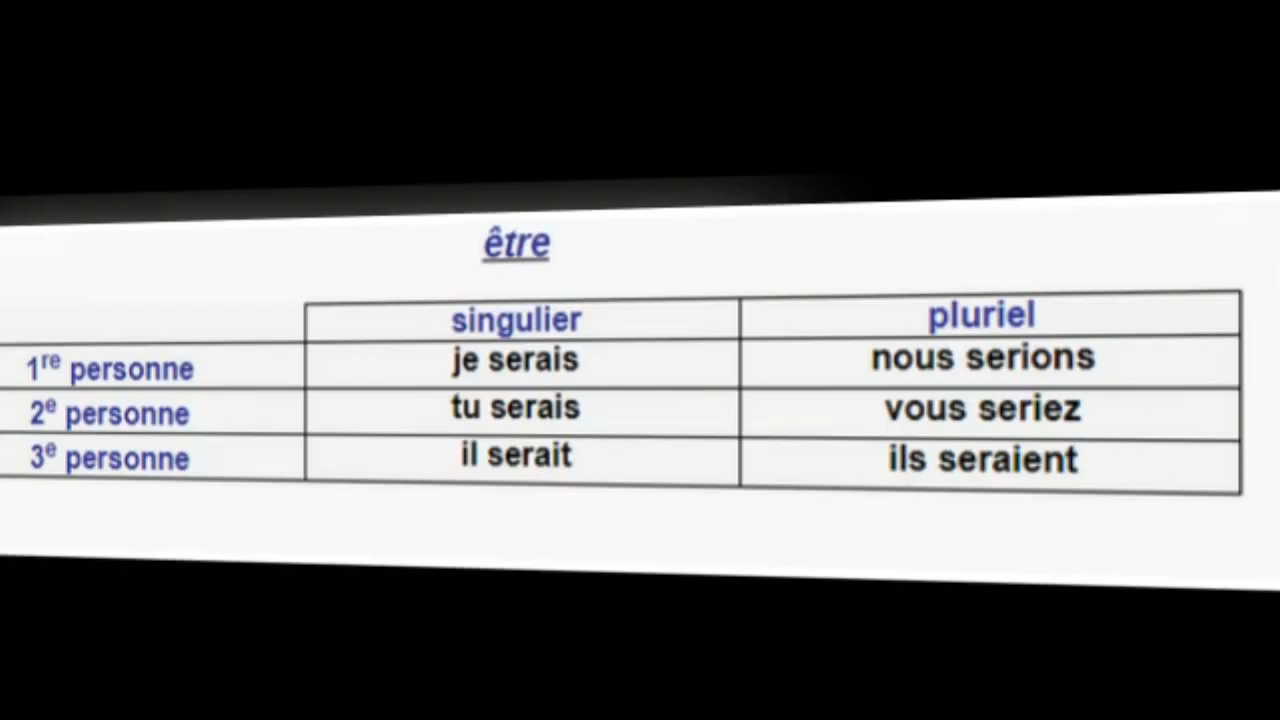 être
singulier pluriel
1re personne je serais nous serions
2e personne tu serais vous seriez
3e personne il serait ils seraient